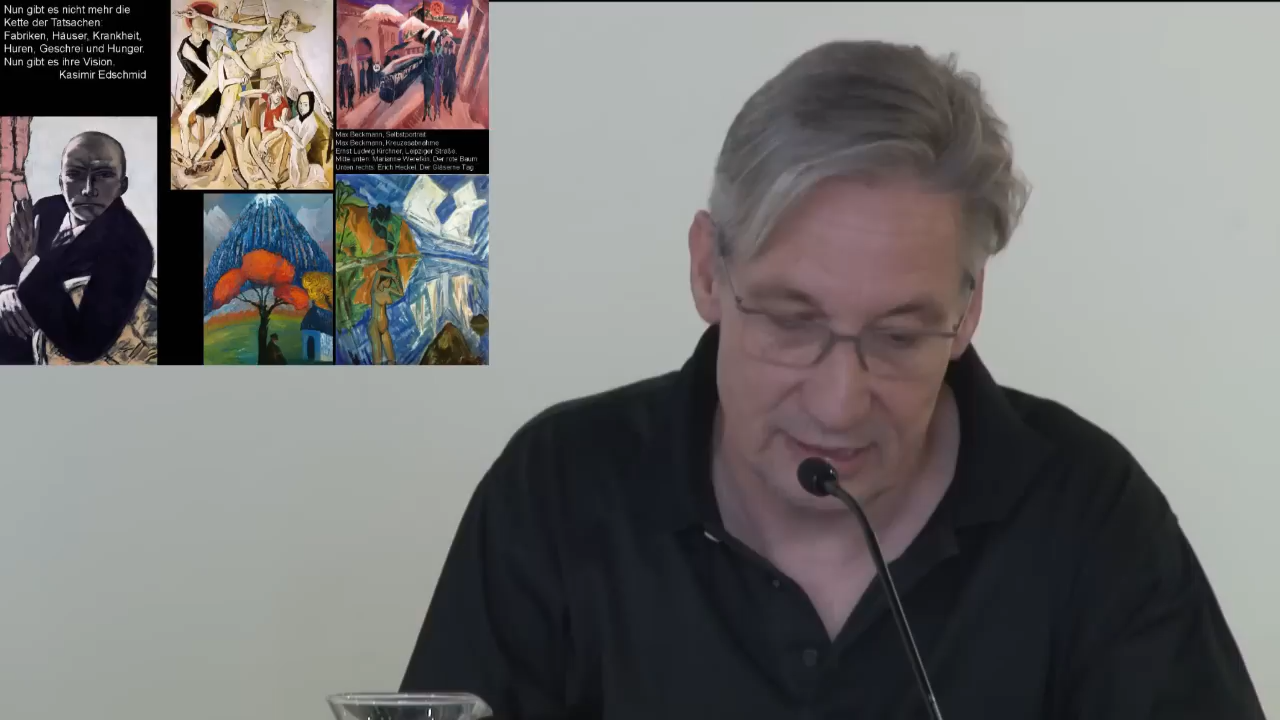 Nun gibt es nicht mehr die
Kette der Tatsachen:
Fabriken, Häuser, Krankheit,
Huren, Geschrei und Hunger.
Nun gibt es ihre Vision.
Kasimir Edschmid
Max Beckmann, Selbstportrait
Max Beckmann, Kreuzesabnahme
Ernst Ludwig Kirchner, Leipziger Straße.
Mitte unten: Marianne Werefkin, Der rote Baum
Unten rechts: Erich Heckel, Der Gläserne Tag